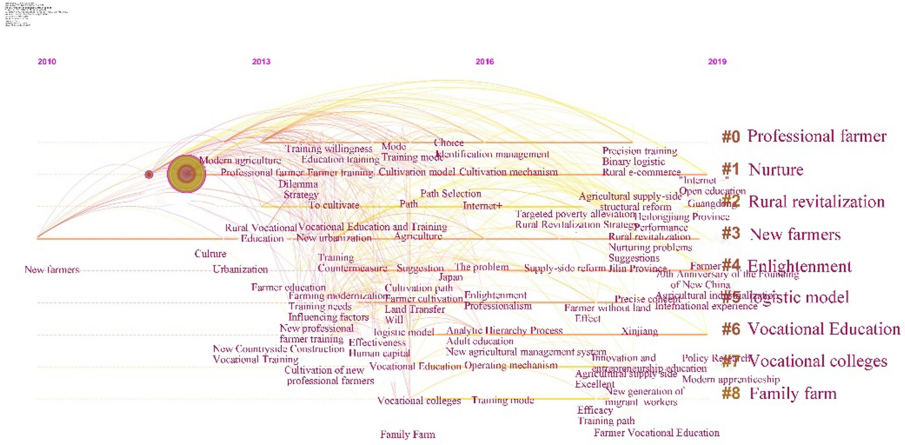 2010 2013 2016 2019
#0 Professional farmer
Training willingness Mode Choice
Education training Training mode Identification management Precision training
Modern agriculture Binary logistic
#1 Nurture
Professional farmer Farmer training Cultivation model Cultivation mechanism Rural e-commerce
"Internet
Dilemma Open education
Strategy Path Selection Agricultural supply-side
#2 Rural revitalization
To cultivate Path Internet+ structural reform Guangdong
Targeted poverty alleviation Heilongjiang Province
Rural Vocational Vocational Education and Training Rural Revitalization Strategy Performance
#3 New farmers
Education New urbanization Agriculture Rural revitalization
Nurturing problems
Culture Training Suggestions
#4 Enlightenment
New farmers Urbanization Countermeasure Suggestion The problem Supply-side reform Jilin Province Farmer
Japan 70th Anniversary of the Founding
of New China
Farmer education Cultivation path
#5 logistic model
Farming modernization Farmer cultivation Enlightenment Precise
Training needs Land Transfer Professionalism Farmer without land International experience
Influencing factors Will Effect
#6 Vocational Education
New professional logistic model Analytic Hierarchy Process Xinjiang
farmer training Effectiveness Adult education
New Countryside Construction Human capital New agricultural management system
#7 Vocational colleges
Vocational Training Innovation and Policy
Vocational Education Operating mechanism entrepreneurship education
Cultivation of new Agricultural supply side Modern apprenticeship
professional farmers Excellent
#8 Family farm
New generation of
Vocational colleges Training mode migrant workers
Efficacy
Training path
Family Farm Farmer Vocational Education